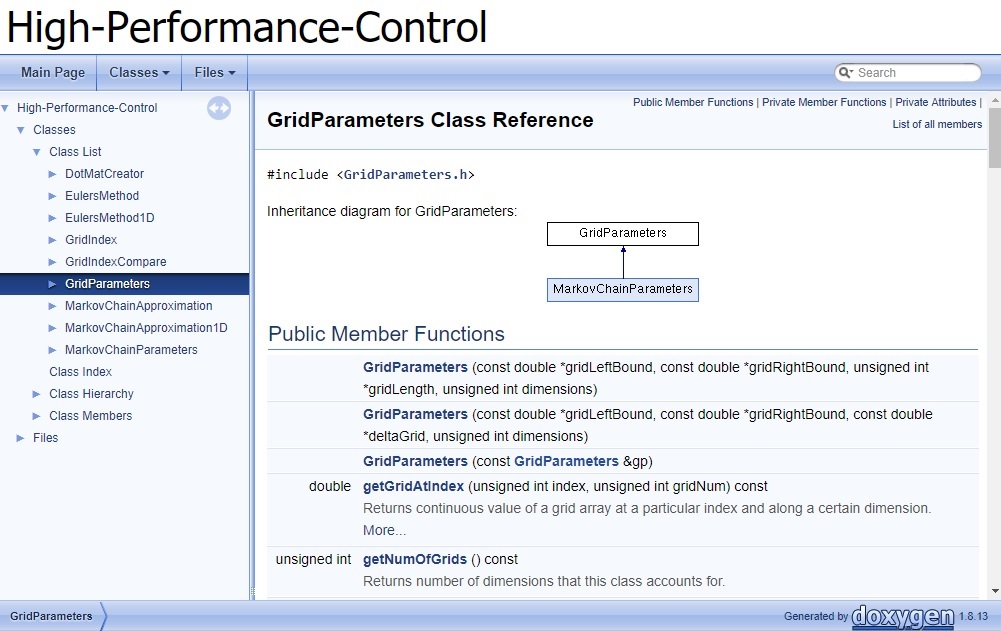 High-Performance-Control
Main Page Classes Files Search
High-Performance-Control
Classes
Class List
DotMatCreator
EulersMethod
EulersMethod1D
GridIndex
GridIndexCompare
GridParameters
MarkovChainApproximation
MarkovChainApproximation1D
MarkovChainParameters
Class Index
Class Hierarchy
Class Members
Files
Public Member Functions | Private Member Functions | Private Attributes |
List of all members
GridParameters Class Reference
#include <GridParameters.h>
Inheritance diagram for GridParameters:
GridParameters
MarkovChainParameters
Public Member Functions
GridParameters (const double *gridLeftBound, const double *gridRightBound, unsigned int
*gridLength, unsigned int dimensions)
GridParameters (const double *gridLeftBound, const double *gridRightBound, const double
*deltaGrid, unsigned int dimensions)
GridParameters (const GridParameters &gp)
double getGridAtIndex (unsigned int index, unsigned int gridNum) const
Returns continuous value of a grid array at a particular index and along a certain dimension.
More...
unsigned int getNumOfGrids () const
Returns number of dimensions that this class accounts for.
GridParameters
Generated by doxygen 1.8.13